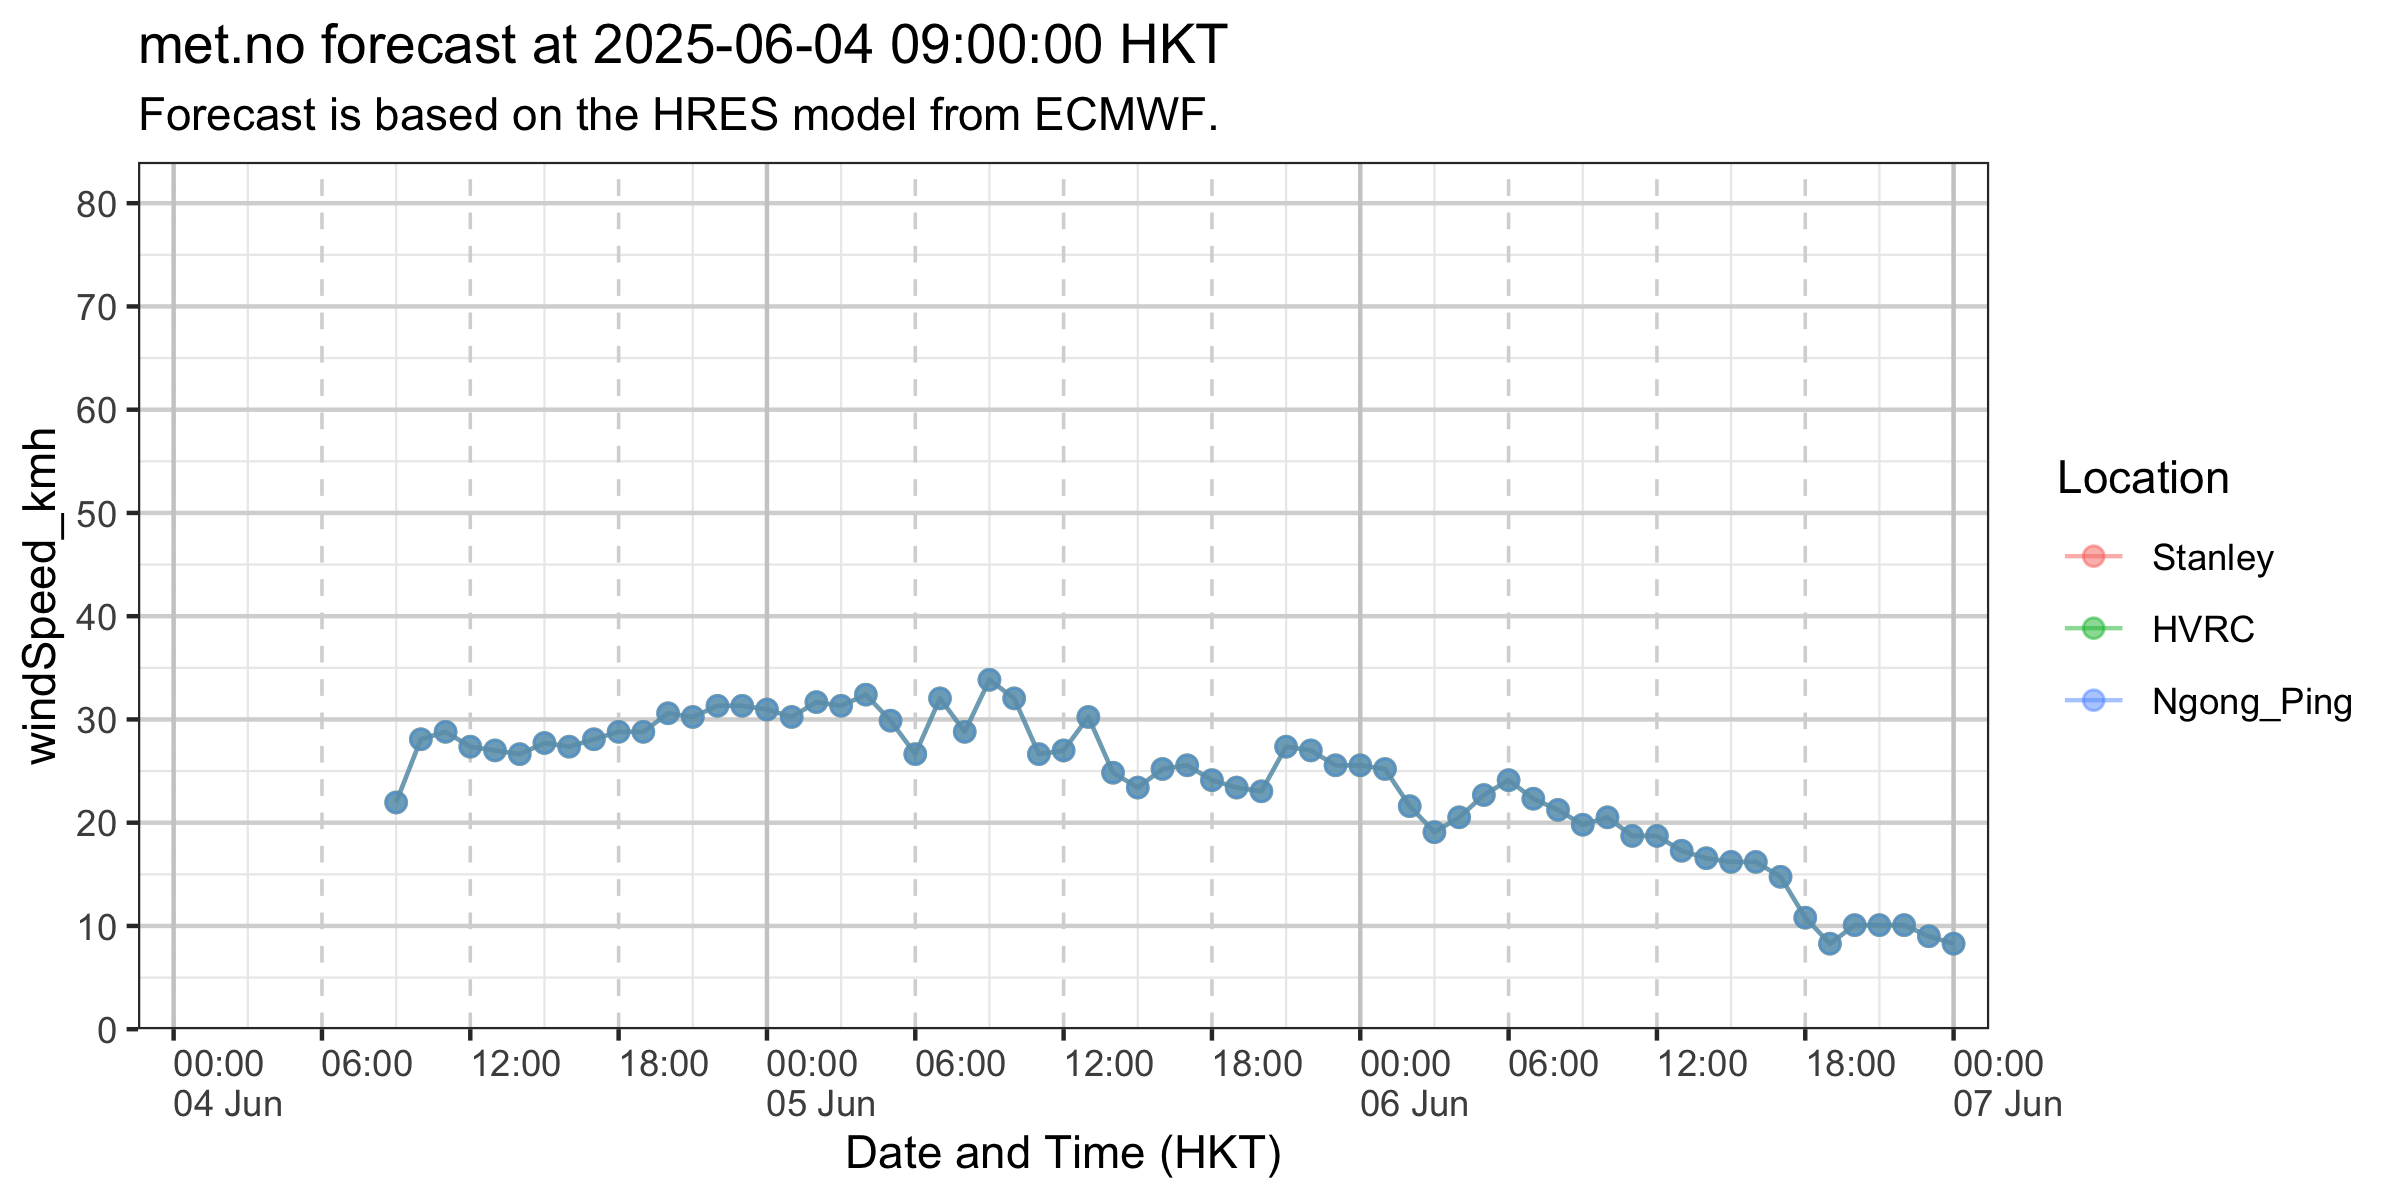 met.no forecast at 2025-06-04 09:00:00 HKT
Forecast is based on the HRES model from ECMWF.
windSpeed_kmh
80
70
60
50
40
30
20
10
0
00:00 06:00 12:00 18:00 00:00 06:00 12:00 18:00 00:00 06:00 12:00 18:00 00:00
04 Jun 05 Jun 06 Jun 07 Jun
Date and Time (HKT)
Location
Stanley
HVRC
Ngong_Ping